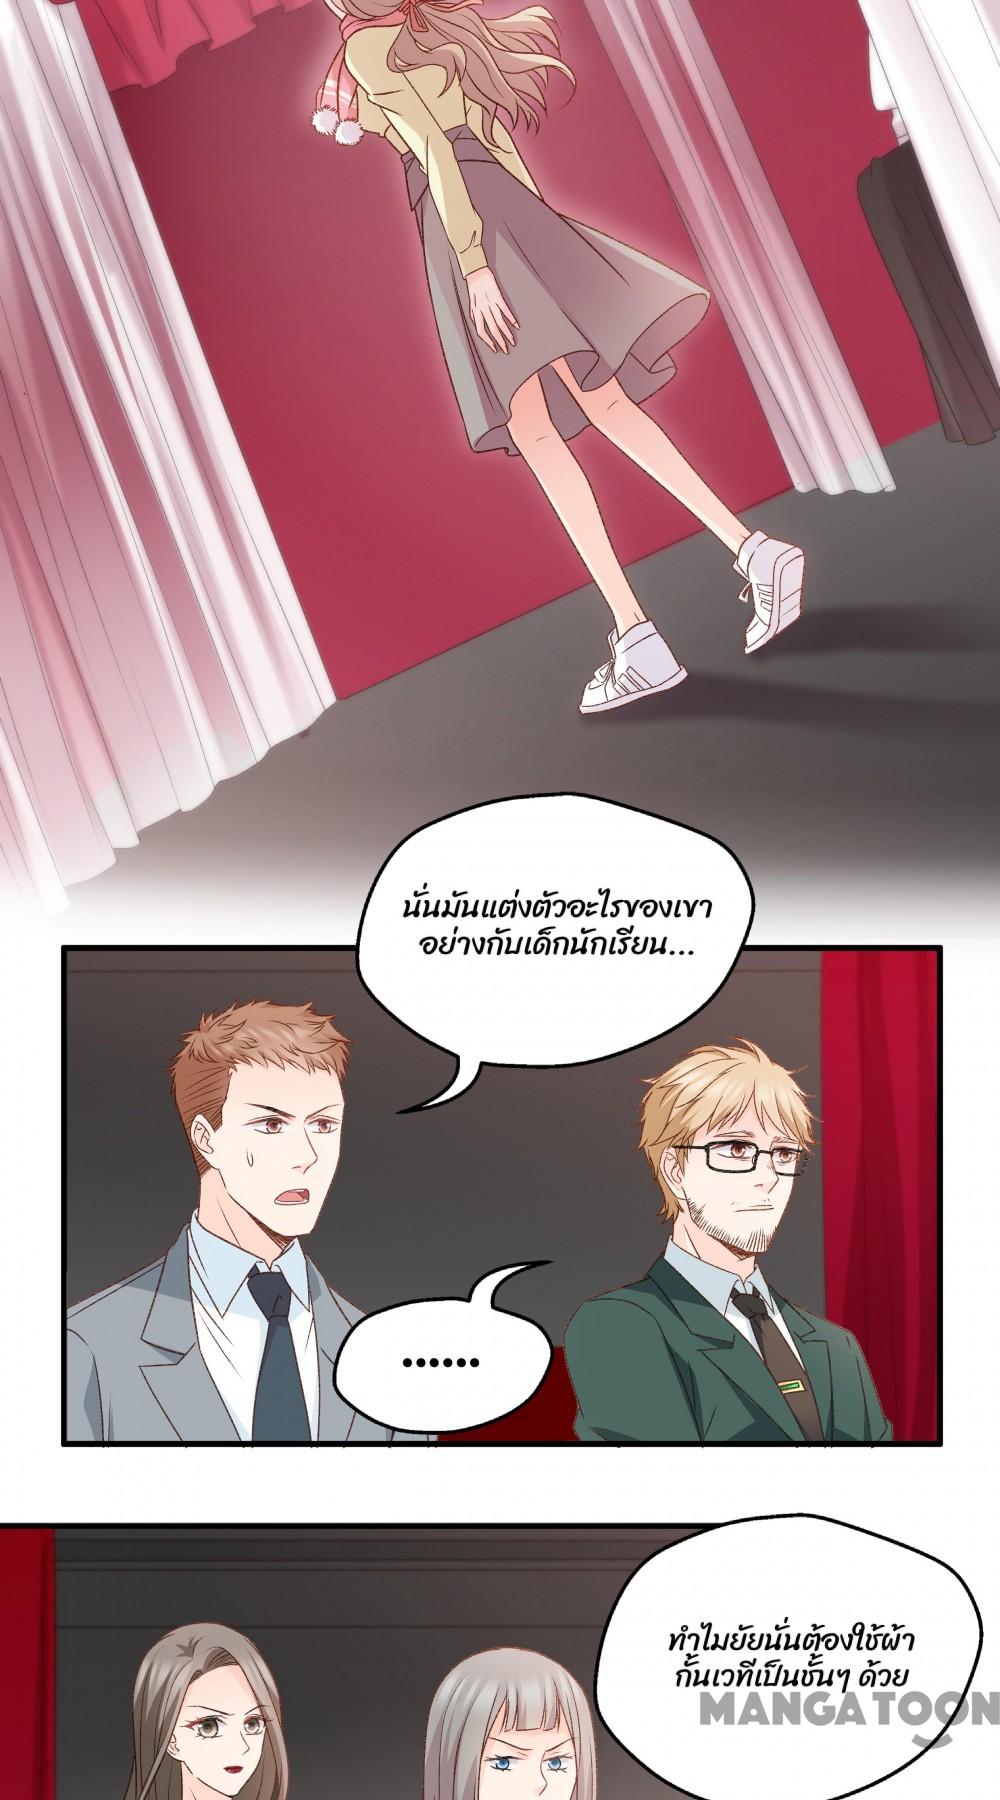 นั่นมันแต่งตัวอะไรของเขา
อย่างกับเด็กนักเรียน...
......
ทำไมยัยนั่นต้องใช้ผ้า
กั้นเวทีเป็นชั้นๆ ด้วย
MANGATOON